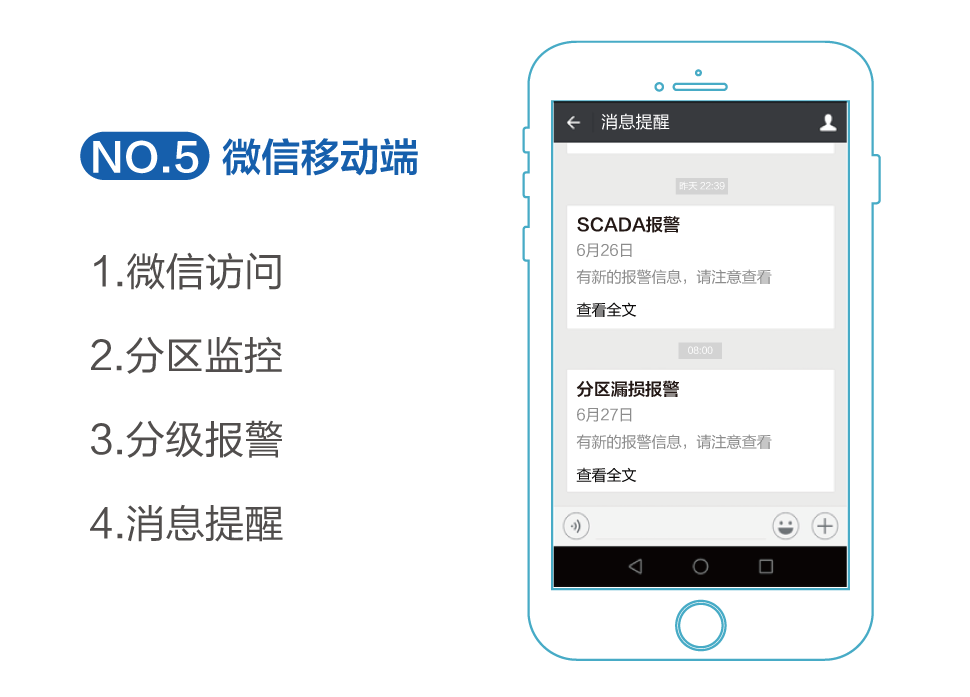 NO.5 微信移动端
1.微信访问
2.分区监控
3.分级报警
4.消息提醒
消息提醒
昨天 22:39
SCADA报警
6月26日
有新的报警信息，请注意查看
查看全文
08:00
分区漏损报警
6月27日
有新的报警信息，请注意查看
查看全文